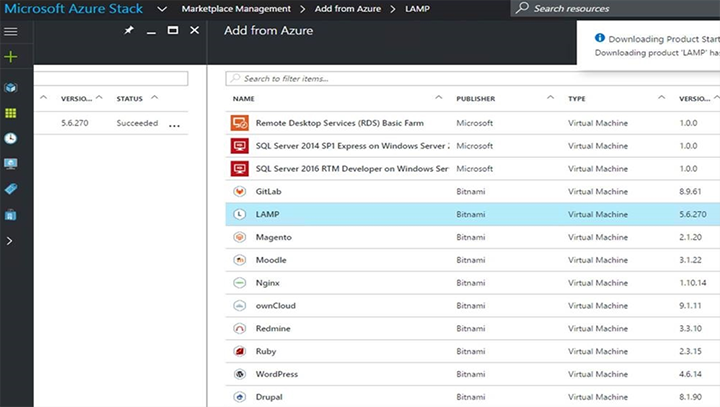 Microsoft Azure Stack Marketplace Management > Add from Azure > LAMP Search resources
Add from Azure
Downloading Product Start
Downloading product 'LAMP' ha
Search to filter items...
VERSIO... STATUS
NAME PUBLISHER TYPE VERSIO
5.6.270 Succeeded ...
Remote Desktop Services (RDS) Basic Farm Microsoft Virtual Machine 1.0.0
SQL Server 2014 SP1 Express on Windows Server 2 Microsoft Virtual Machine 1.0.0
SQL Server 2016 RTM Developer on Windows Serv Microsoft Virtual Machine 1.0.0
GitLab Bitnami Virtual Machine 8.9.61
L LAMP Bitnami Virtual Machine 5.6.270
Magento Bitnami Virtual Machine 2.1.20
Moodle Bitnami Virtual Machine 3.1.22
Nginx Bitnami Virtual Machine 1.10.14
ownCloud Bitnami Virtual Machine 9.1.11
Redmine Bitnami Virtual Machine 3.3.10
Ruby Bitnami Virtual Machine 2.3.15
WordPress Bitnami Virtual Machine 4.6.14
Drupal Bitnami Virtual Machine 8.1.90